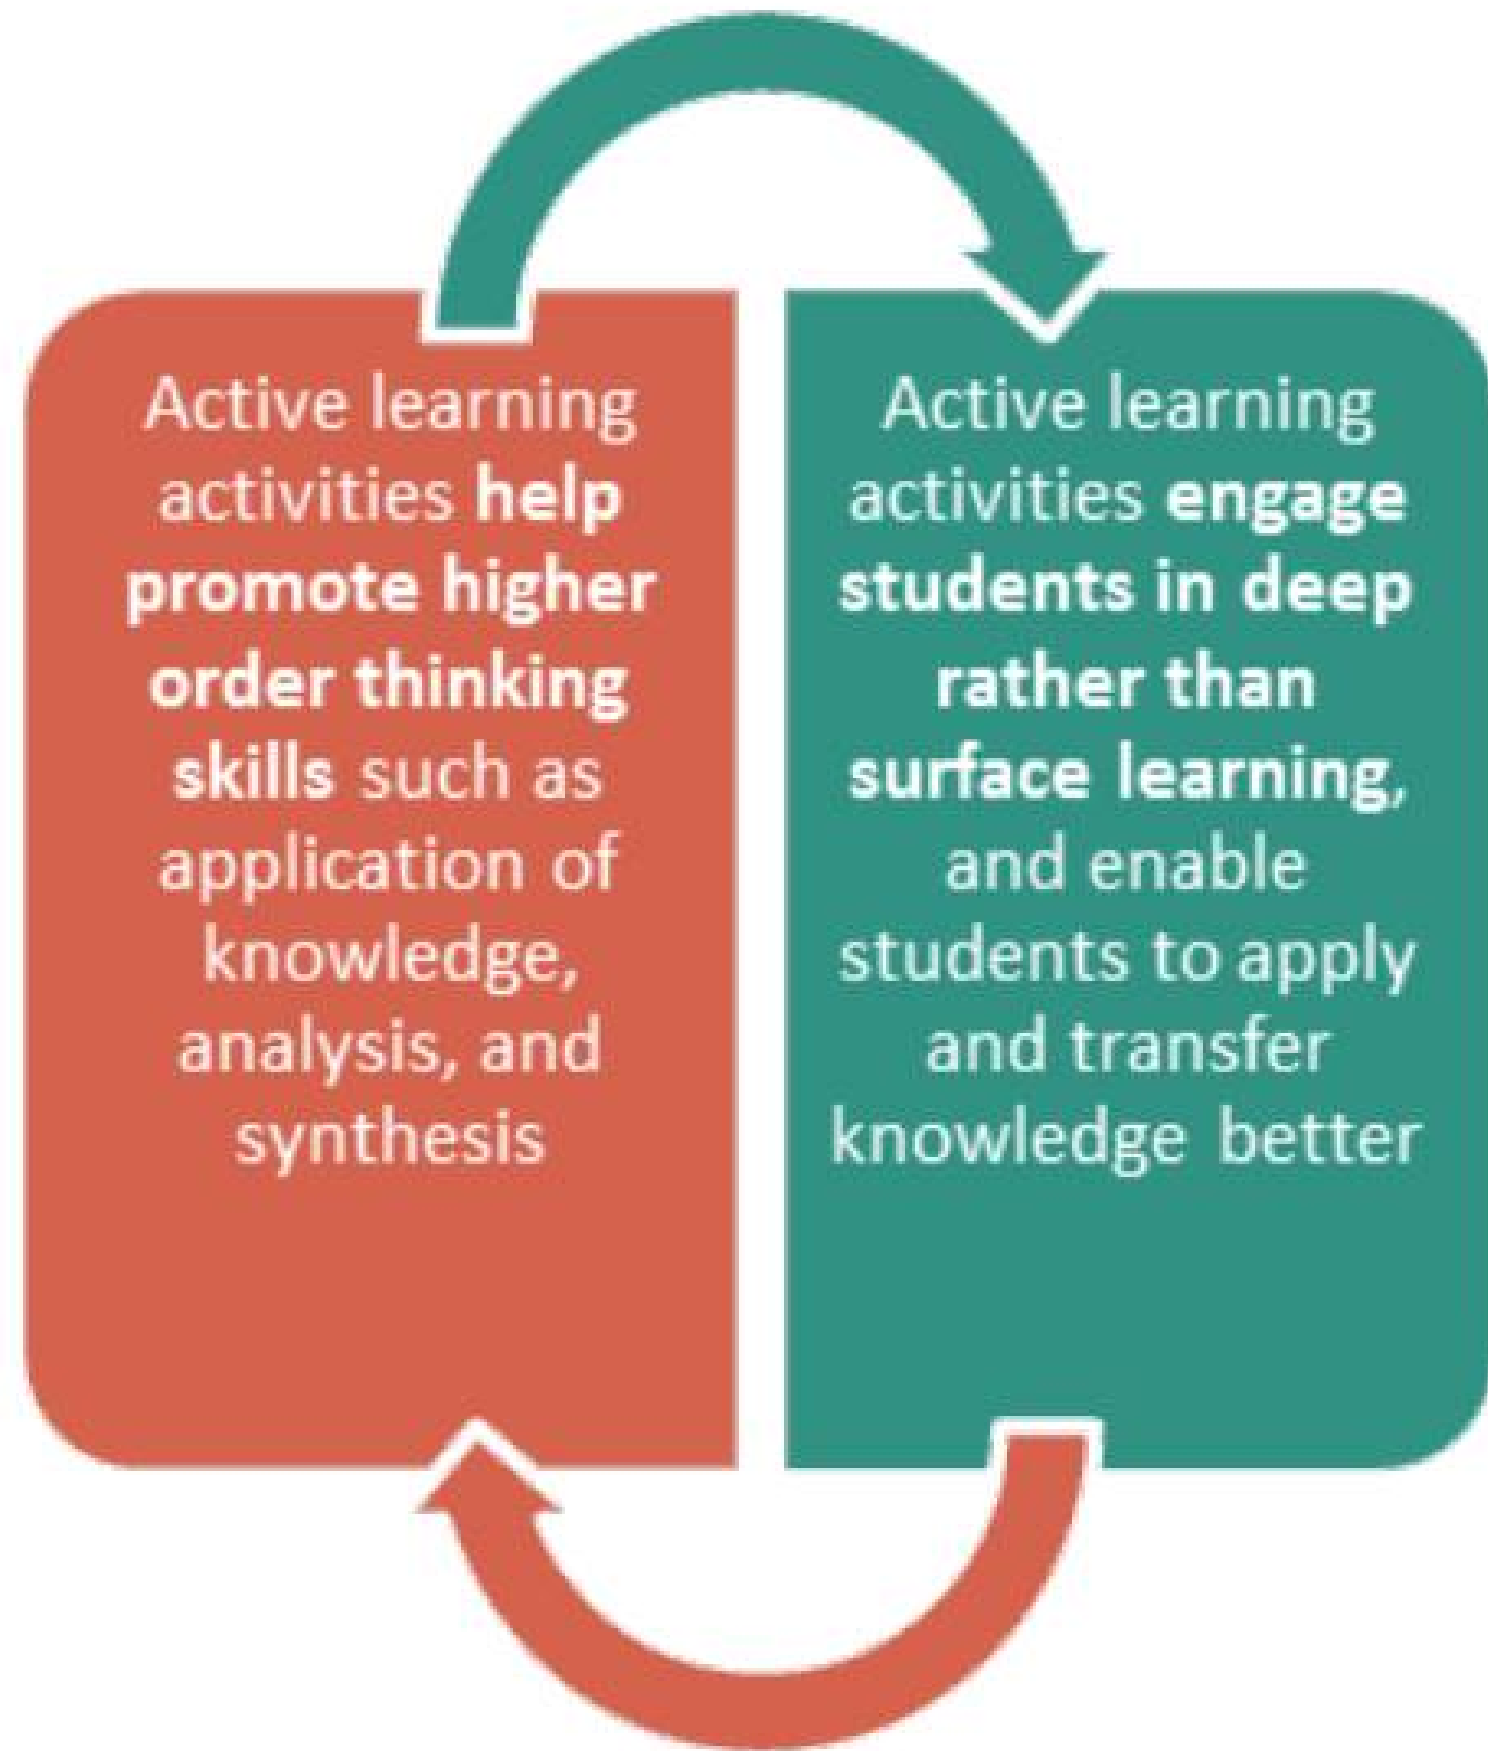 Active learning
activities help
promote higher
order thinking
skills such as
application of
knowledge,
analysis, and
synthesis
Active learning
activities engage
students in deep
rather than
surface learning,
and enable
students to apply
and transfer
knowledge better